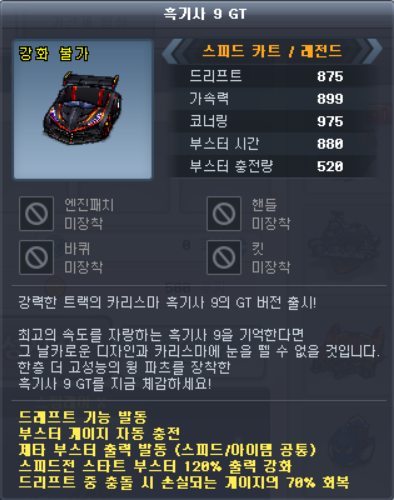 흑기사 9 GT
강화 불가
스피드 카트 / 레전드
드리프트 875
가속력 899
코너링 975
부스터 시간 880
부스터 충전량 520
엔진패치
미장착
핸들
미장착
바퀴
미장착
킷
미장착
강력한 트랙의 카리스마 흑기사 9의 GT 버전 출시!
최고의 속도를 자랑하는 흑기사 9을 기억한다면
그 날카로운 디자인과 카리스마에 눈을 뗄 수 없을 것입니다.
한층 더 고성능의 윙 파츠를 장착한
흑기사 9 GT를 지금 체감하세요!
드래프트 기능 발동
부스터 게이지 자동 충전
제타 부스터 출력 발동 (스피드/아이템 공통)
스피드전 스타트 부스터 120% 출력 강화
드리프트 중 충돌 시 손실되는 게이지의 70% 회복